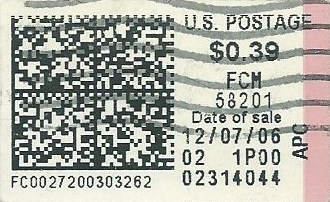 U.S. POSTAGE
$0.39
FCM
58201
Date of sale
12/07/06
02 1P00
02314044
APC
FC0027200303262